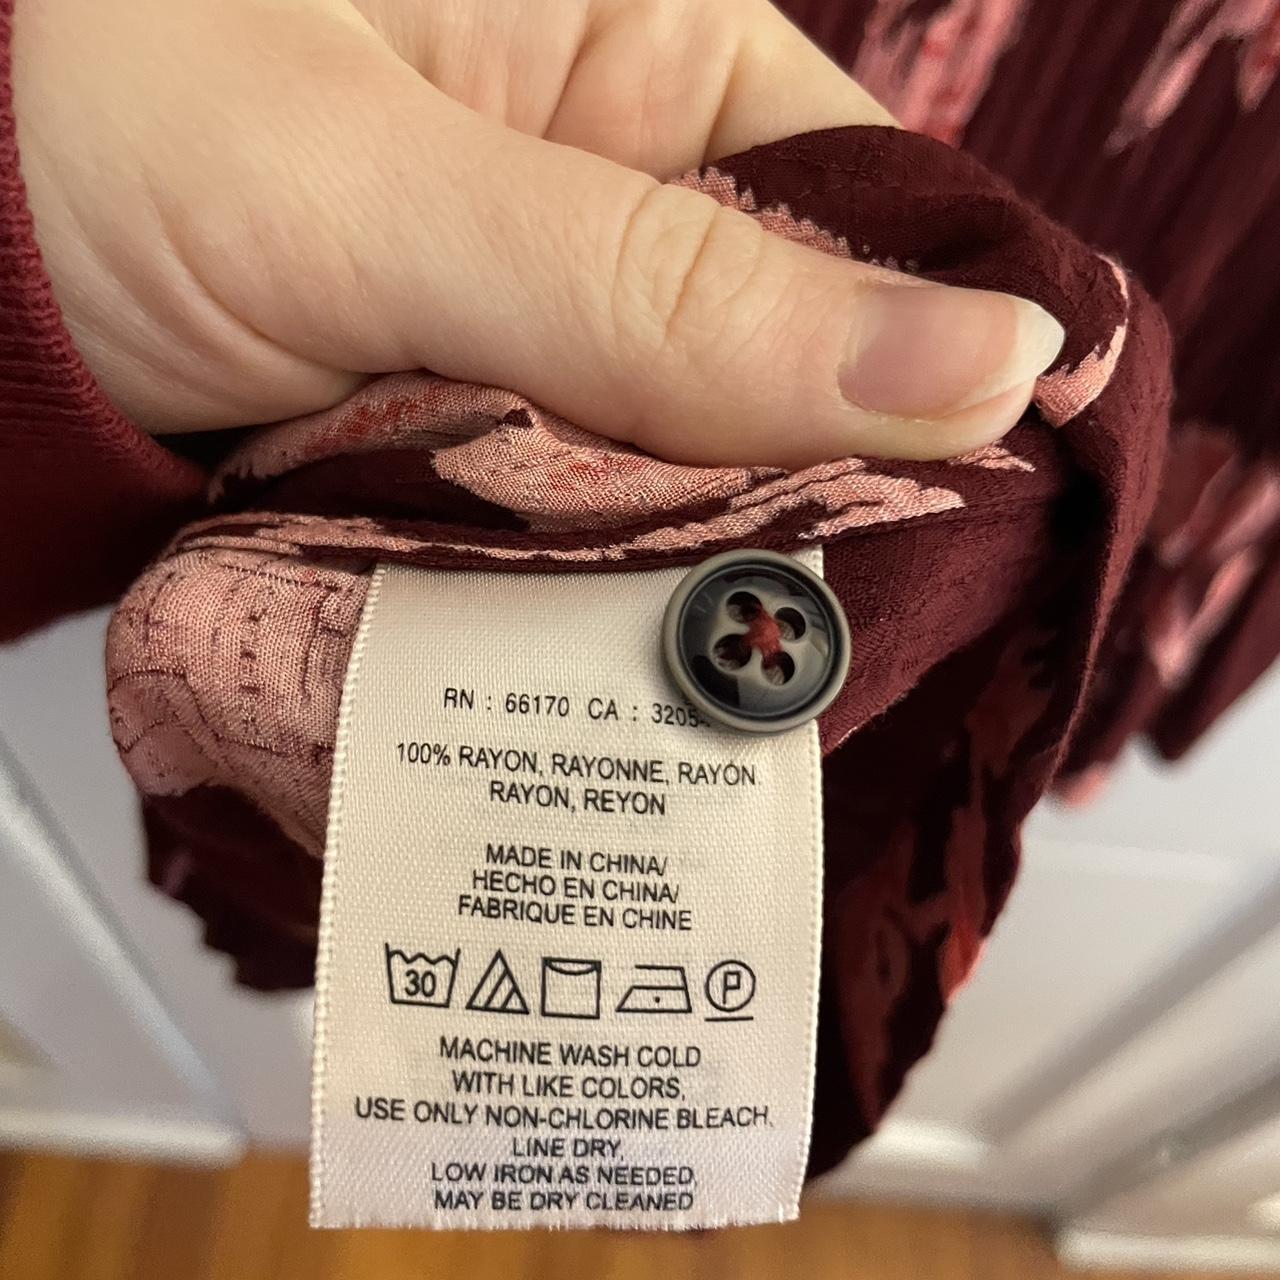 RN : 66170 CA : 3205
100% RAYON, RAYONNE, RAYON
RAYON, REYON
MADE IN CHINA/
HECHO EN CHINA/
FABRIQUE EN CHINE
30 P
MACHINE WASH COLD
WITH LIKE COLORS,
USE ONLY NON-CHLORINE BLEACH,
LINE DRY,
LOW IRON AS NEEDED,
MAY BE DRY CLEANED